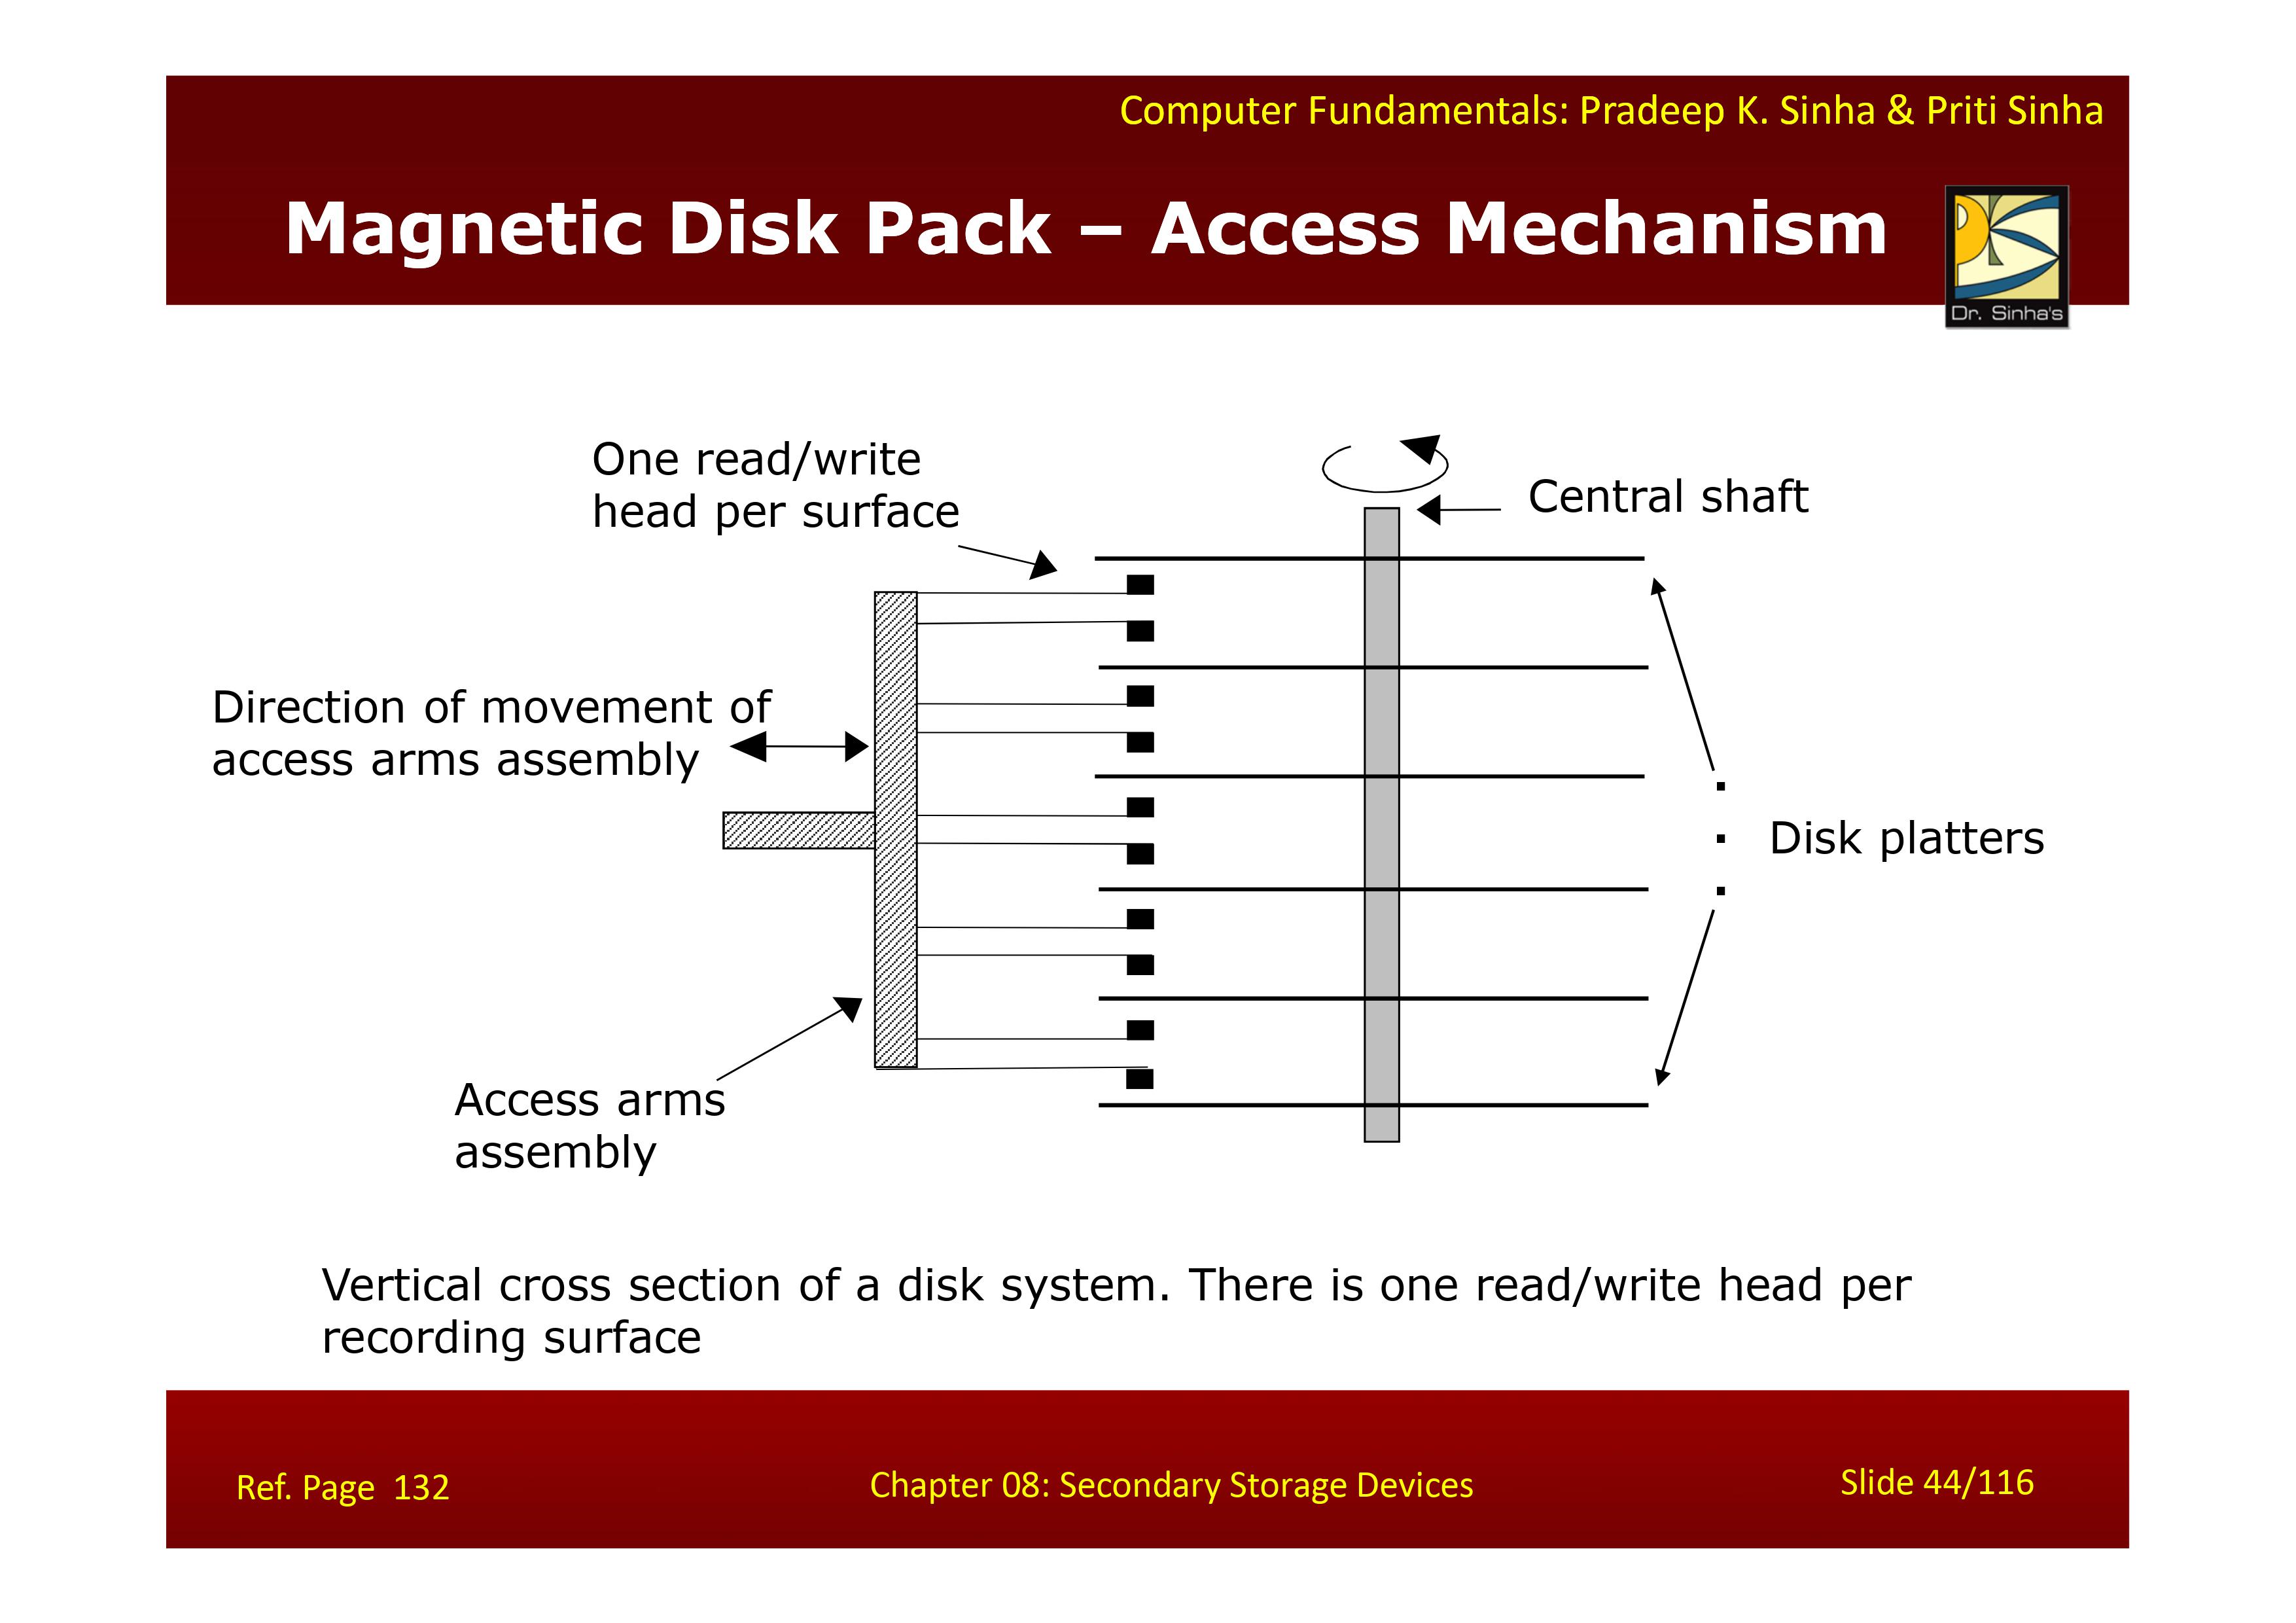 Computer Fundamentals: Pradeep K. Sinha & Priti Sinha
Magnetic Disk Pack – Access Mechanism
Dr. Sinha's
One read/write
head per surface
Central shaft
Direction of movement of
access arms assembly
Disk platters
Access arms
assembly
Vertical cross section of a disk system. There is one read/write head per
recording surface
Ref. Page 132
Chapter 08: Secondary Storage Devices
Slide 44/116